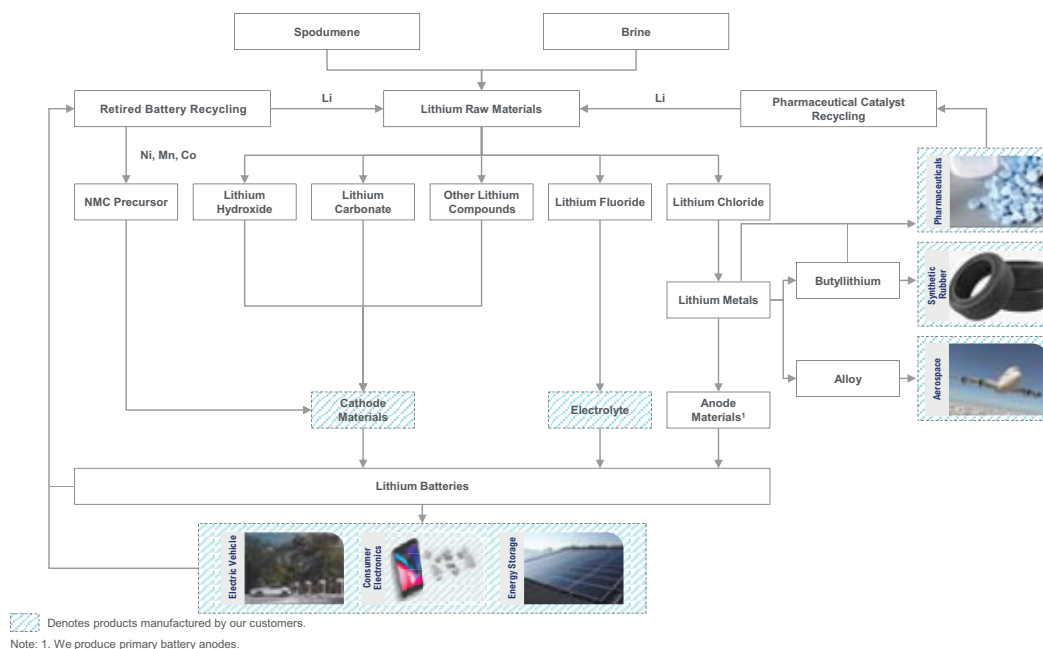 Spodumene
Brine
Retired Battery Recycling
Li
Lithium Raw Materials
Li
Pharmaceutical Catalyst
Recycling
Ni, Mn, Co
NMC Precursor
Lithium
Hydroxide
Lithium
Carbonate
Other Lithium
Compounds
Lithium Fluoride
Lithium Chloride
Pharmaceuticals
Lithium Metals
Butyllithium
Synthetic
Rubber
Alloy
Aerospace
Cathode
Materials
Electrolyte
Anode
Materials¹
Lithium Batteries
Electric Vehicle
Consumer
Electronics
Energy Storage
Denotes products manufactured by our customers.
Note: 1. We produce primary battery anodes.